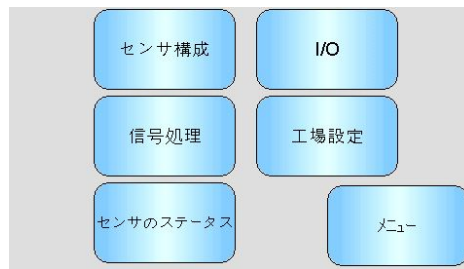 センサ構成
I/O
信号処理
工場設定
センサのステータス
メニュー